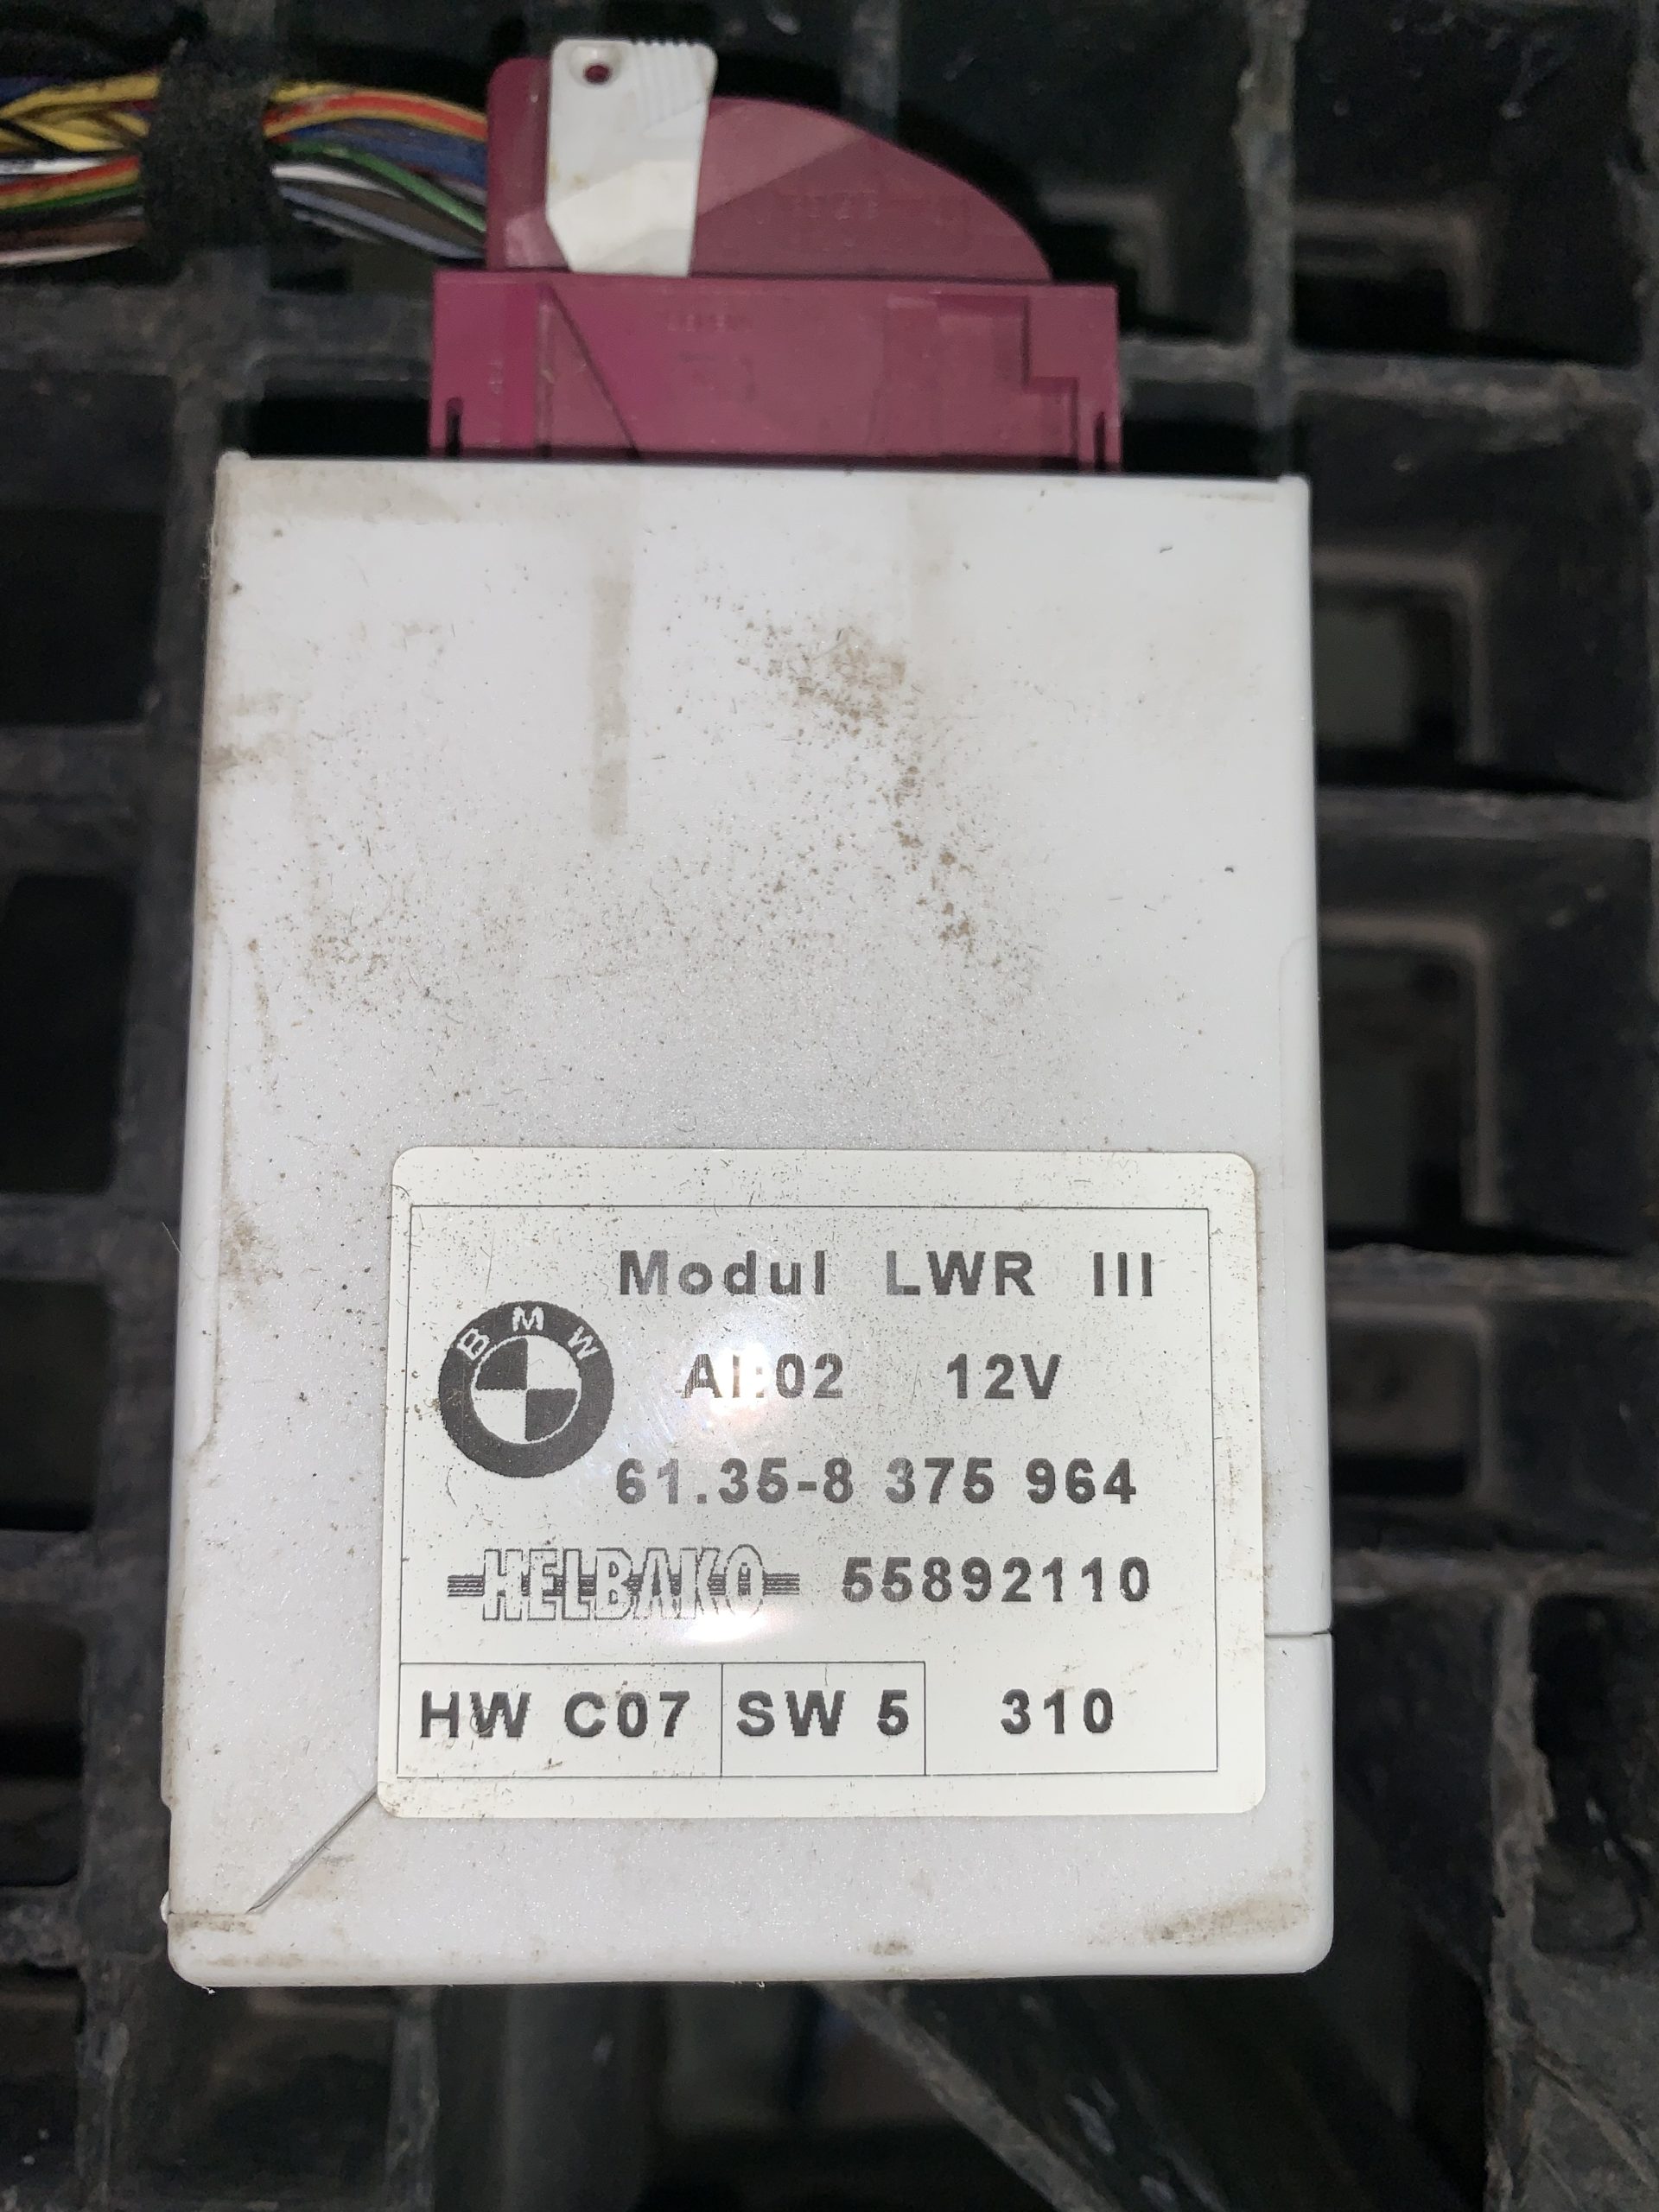 Modul LWR III
BMW
AI:02 12V
61.35-8 375 964
HELBAKO 55892110
HW C07 SW 5 310